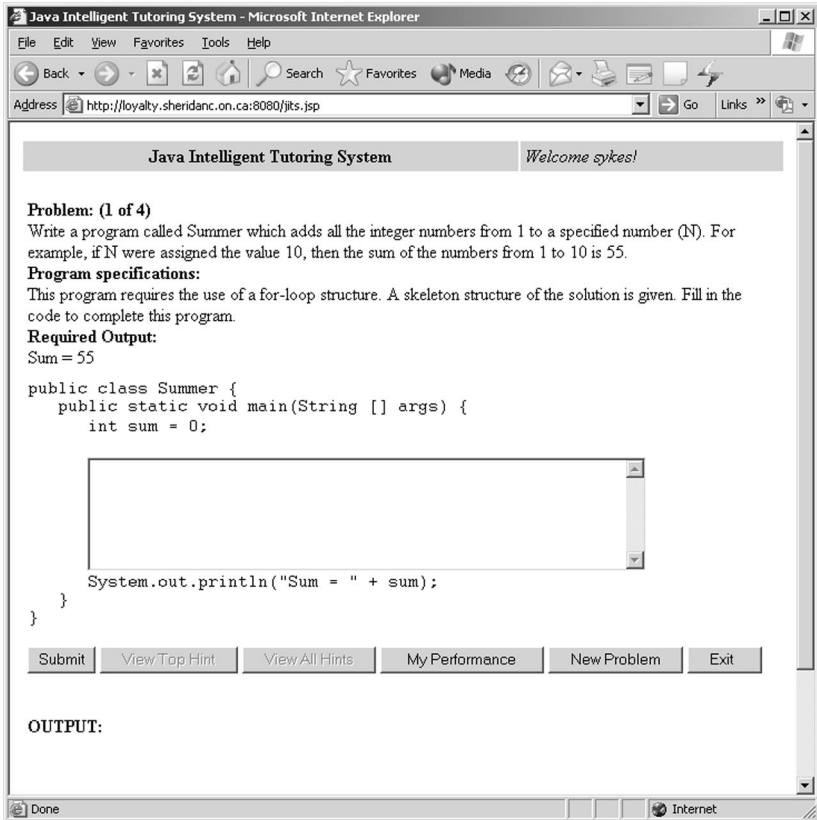 Java Intelligent Tutoring System - Microsoft Internet Explorer
File Edit View Favorites Tools Help
Back Search Favorites Media
Address http://loyalty.sheridanc.on.ca:8080/jits.jsp Go Links »
Java Intelligent Tutoring System Welcome sykes!
Problem: (1 of 4)
Write a program called Summer which adds all the integer numbers from 1 to a specified number (N). For
example, if N were assigned the value 10, then the sum of the numbers from 1 to 10 is 55.
Program specifications:
This program requires the use of a for-loop structure. A skeleton structure of the solution is given. Fill in the
code to complete this program.
Required Output:
Sum = 55
public class Summer {
public static void main(String [] args) {
int sum = 0;
System.out.println("Sum = " + sum);
}
}
Submit View Top Hint View All Hints My Performance New Problem Exit
OUTPUT:
Done Internet